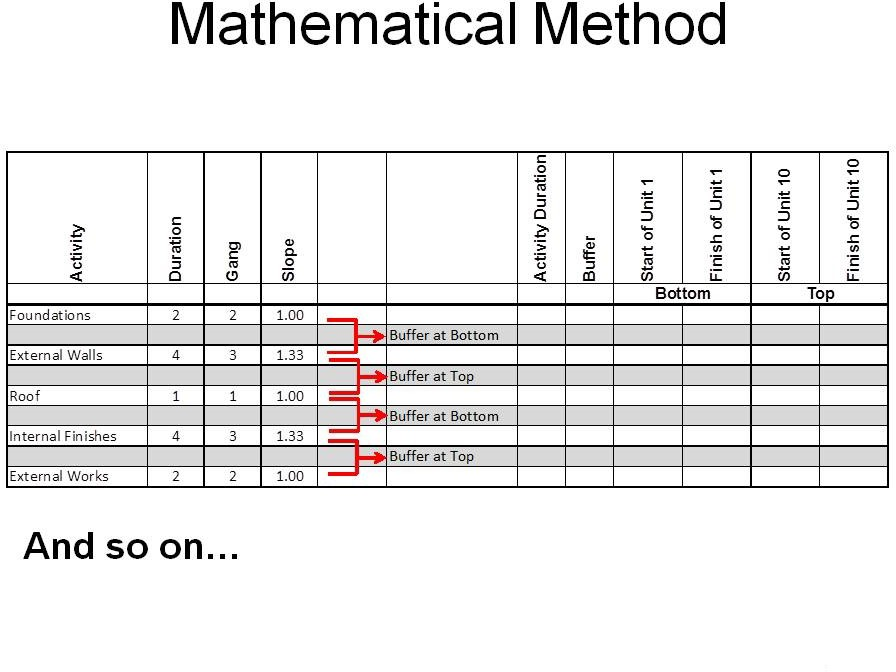 Mathematical Method
Activity Duration Gang Slope Activity Duration Buffer Start of Unit 1 Finish of Unit 1 Start of Unit 10 Finish of Unit 10
Bottom Top
Foundations 2 2 1.00
Buffer at Bottom
External Walls 4 3 1.33
Buffer at Top
Roof 1 1 1.00
Buffer at Bottom
Internal Finishes 4 3 1.33
Buffer at Top
External Works 2 2 1.00
And so on...